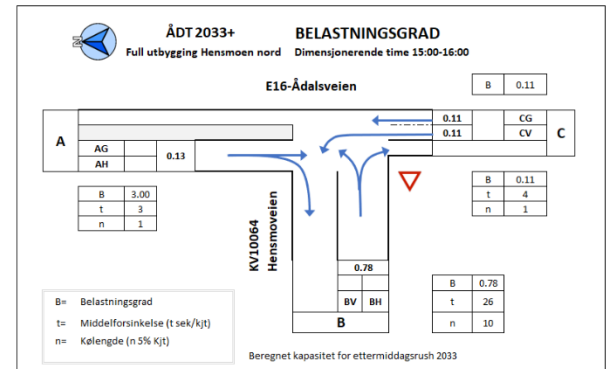 ÅDT 2033+ BELASTNINGSGRAD
Full utbygging Hensmoen nord Dimensjonerende time 15:00-16:00
N
E16-Ådalsveien
B 0.11
A
AG
AH
0.13
0.11 CG
0.11 CV
C
B 3.00
t 3
n 1
B 0.11
t 4
n 1
KV10064
Hensmoveien
0.78
BV BH
B
B 0.78
t 26
n 10
B= Belastningsgrad
t= Middelforsinkelse (t sek/kjt)
n= Kølengde (n 5% Kjt)
Beregnet kapasitet for ettermiddagsrush 2033